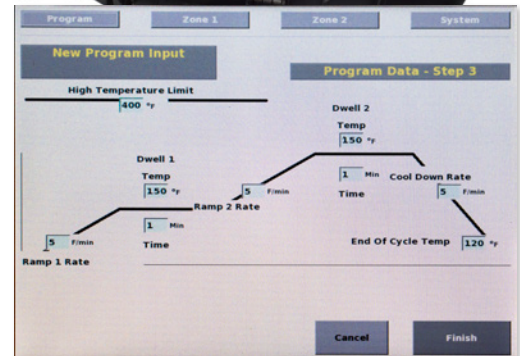 Program Zone 1 Zone 2 System
New Program Input
Program Data - Step 3
High Temperature Limit
400 °F
Dwell 2
Temp
150 °F
Dwell 1
Temp
150 °F
1 Min
Time
Cool Down Rate
5 F/min
5 F/min
Ramp 2 Rate
1 Min
Time
5 F/min
Ramp 1 Rate
End Of Cycle Temp 120 °F
Cancel Finish